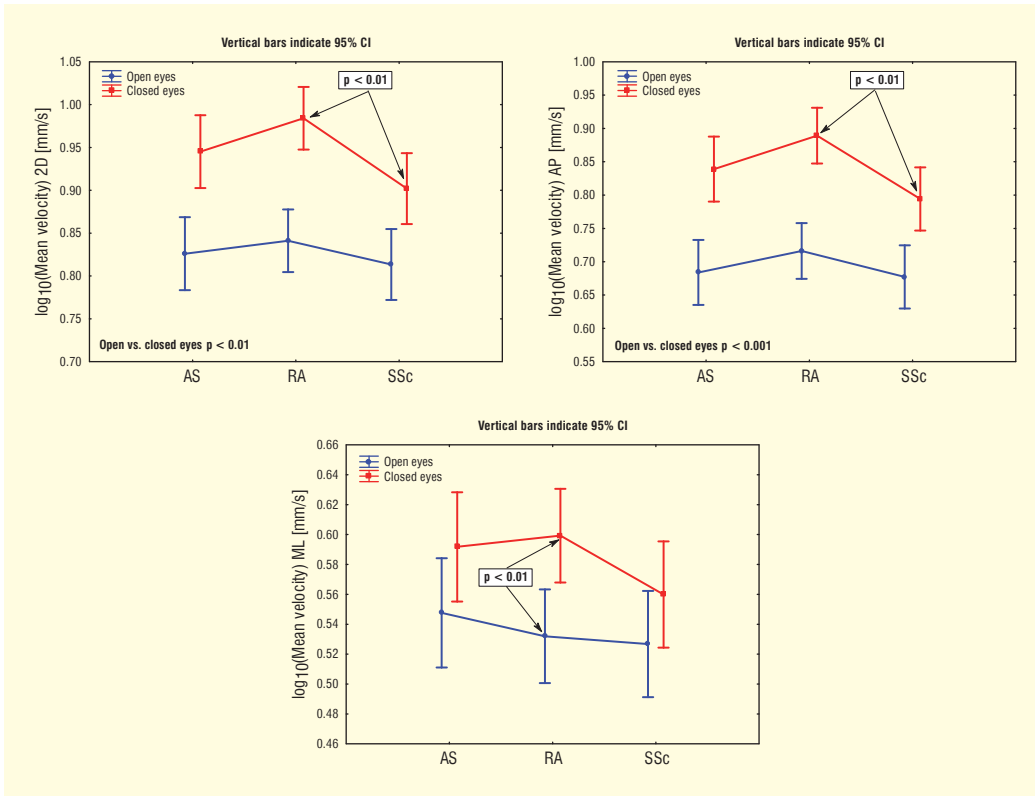 Vertical bars indicate 95% CI
log10(Mean velocity) 2D [mm/s]
1.05
1.00
0.95
0.90
0.85
0.80
0.75
0.70
Open eyes
Closed eyes
p < 0.01
Open vs. closed eyes p < 0.01
AS RA SSc
Vertical bars indicate 95% CI
log10(Mean velocity) AP [mm/s]
1.00
0.95
0.90
0.85
0.80
0.75
0.70
0.65
0.60
0.55
Open eyes
Closed eyes
p < 0.01
Open vs. closed eyes p < 0.001
AS RA SSc
Vertical bars indicate 95% CI
log10(Mean velocity) ML [mm/s]
0.66
0.64
0.62
0.60
0.58
0.56
0.54
0.52
0.50
0.48
0.46
Open eyes
Closed eyes
p < 0.01
AS RA SSc